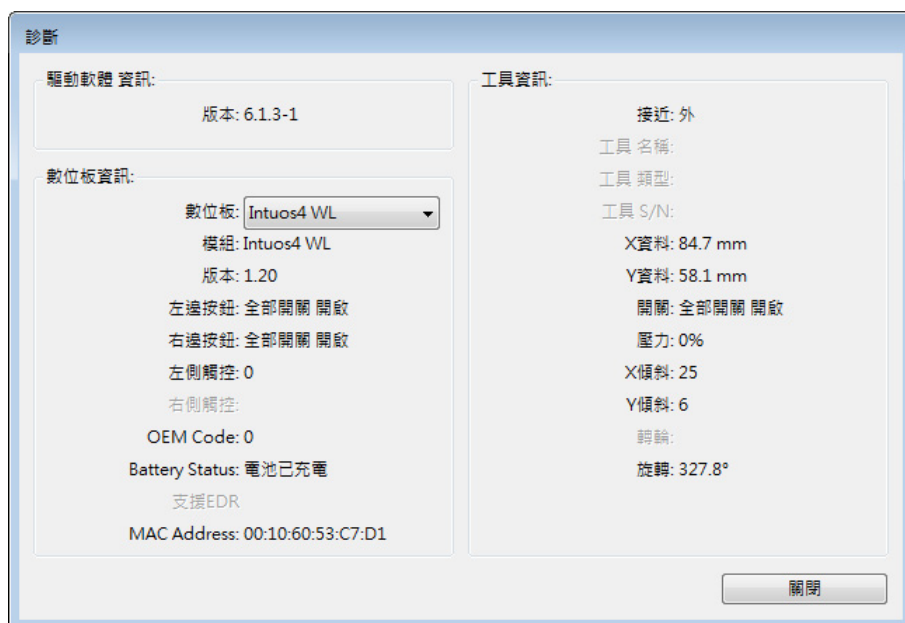 診斷
驅動軟體 資訊:
版本: 6.1.3-1
數位板資訊:
數位板: Intuos4 WL
模組: Intuos4 WL
版本: 1.20
左邊按鈕: 全部開關 開啟
右邊按鈕: 全部開關 開啟
左側觸控: 0
右側觸控:
OEM Code: 0
Battery Status: 電池已充電
支援EDR
MAC Address: 00:10:60:53:C7:D1
工具資訊:
接近: 外
工具 名稱:
工具 類型:
工具 S/N:
X資料: 84.7 mm
Y資料: 58.1 mm
開關: 全部開關 開啟
壓力: 0%
X傾斜: 25
Y傾斜: 6
轉輪:
旋轉: 327.8°
關閉